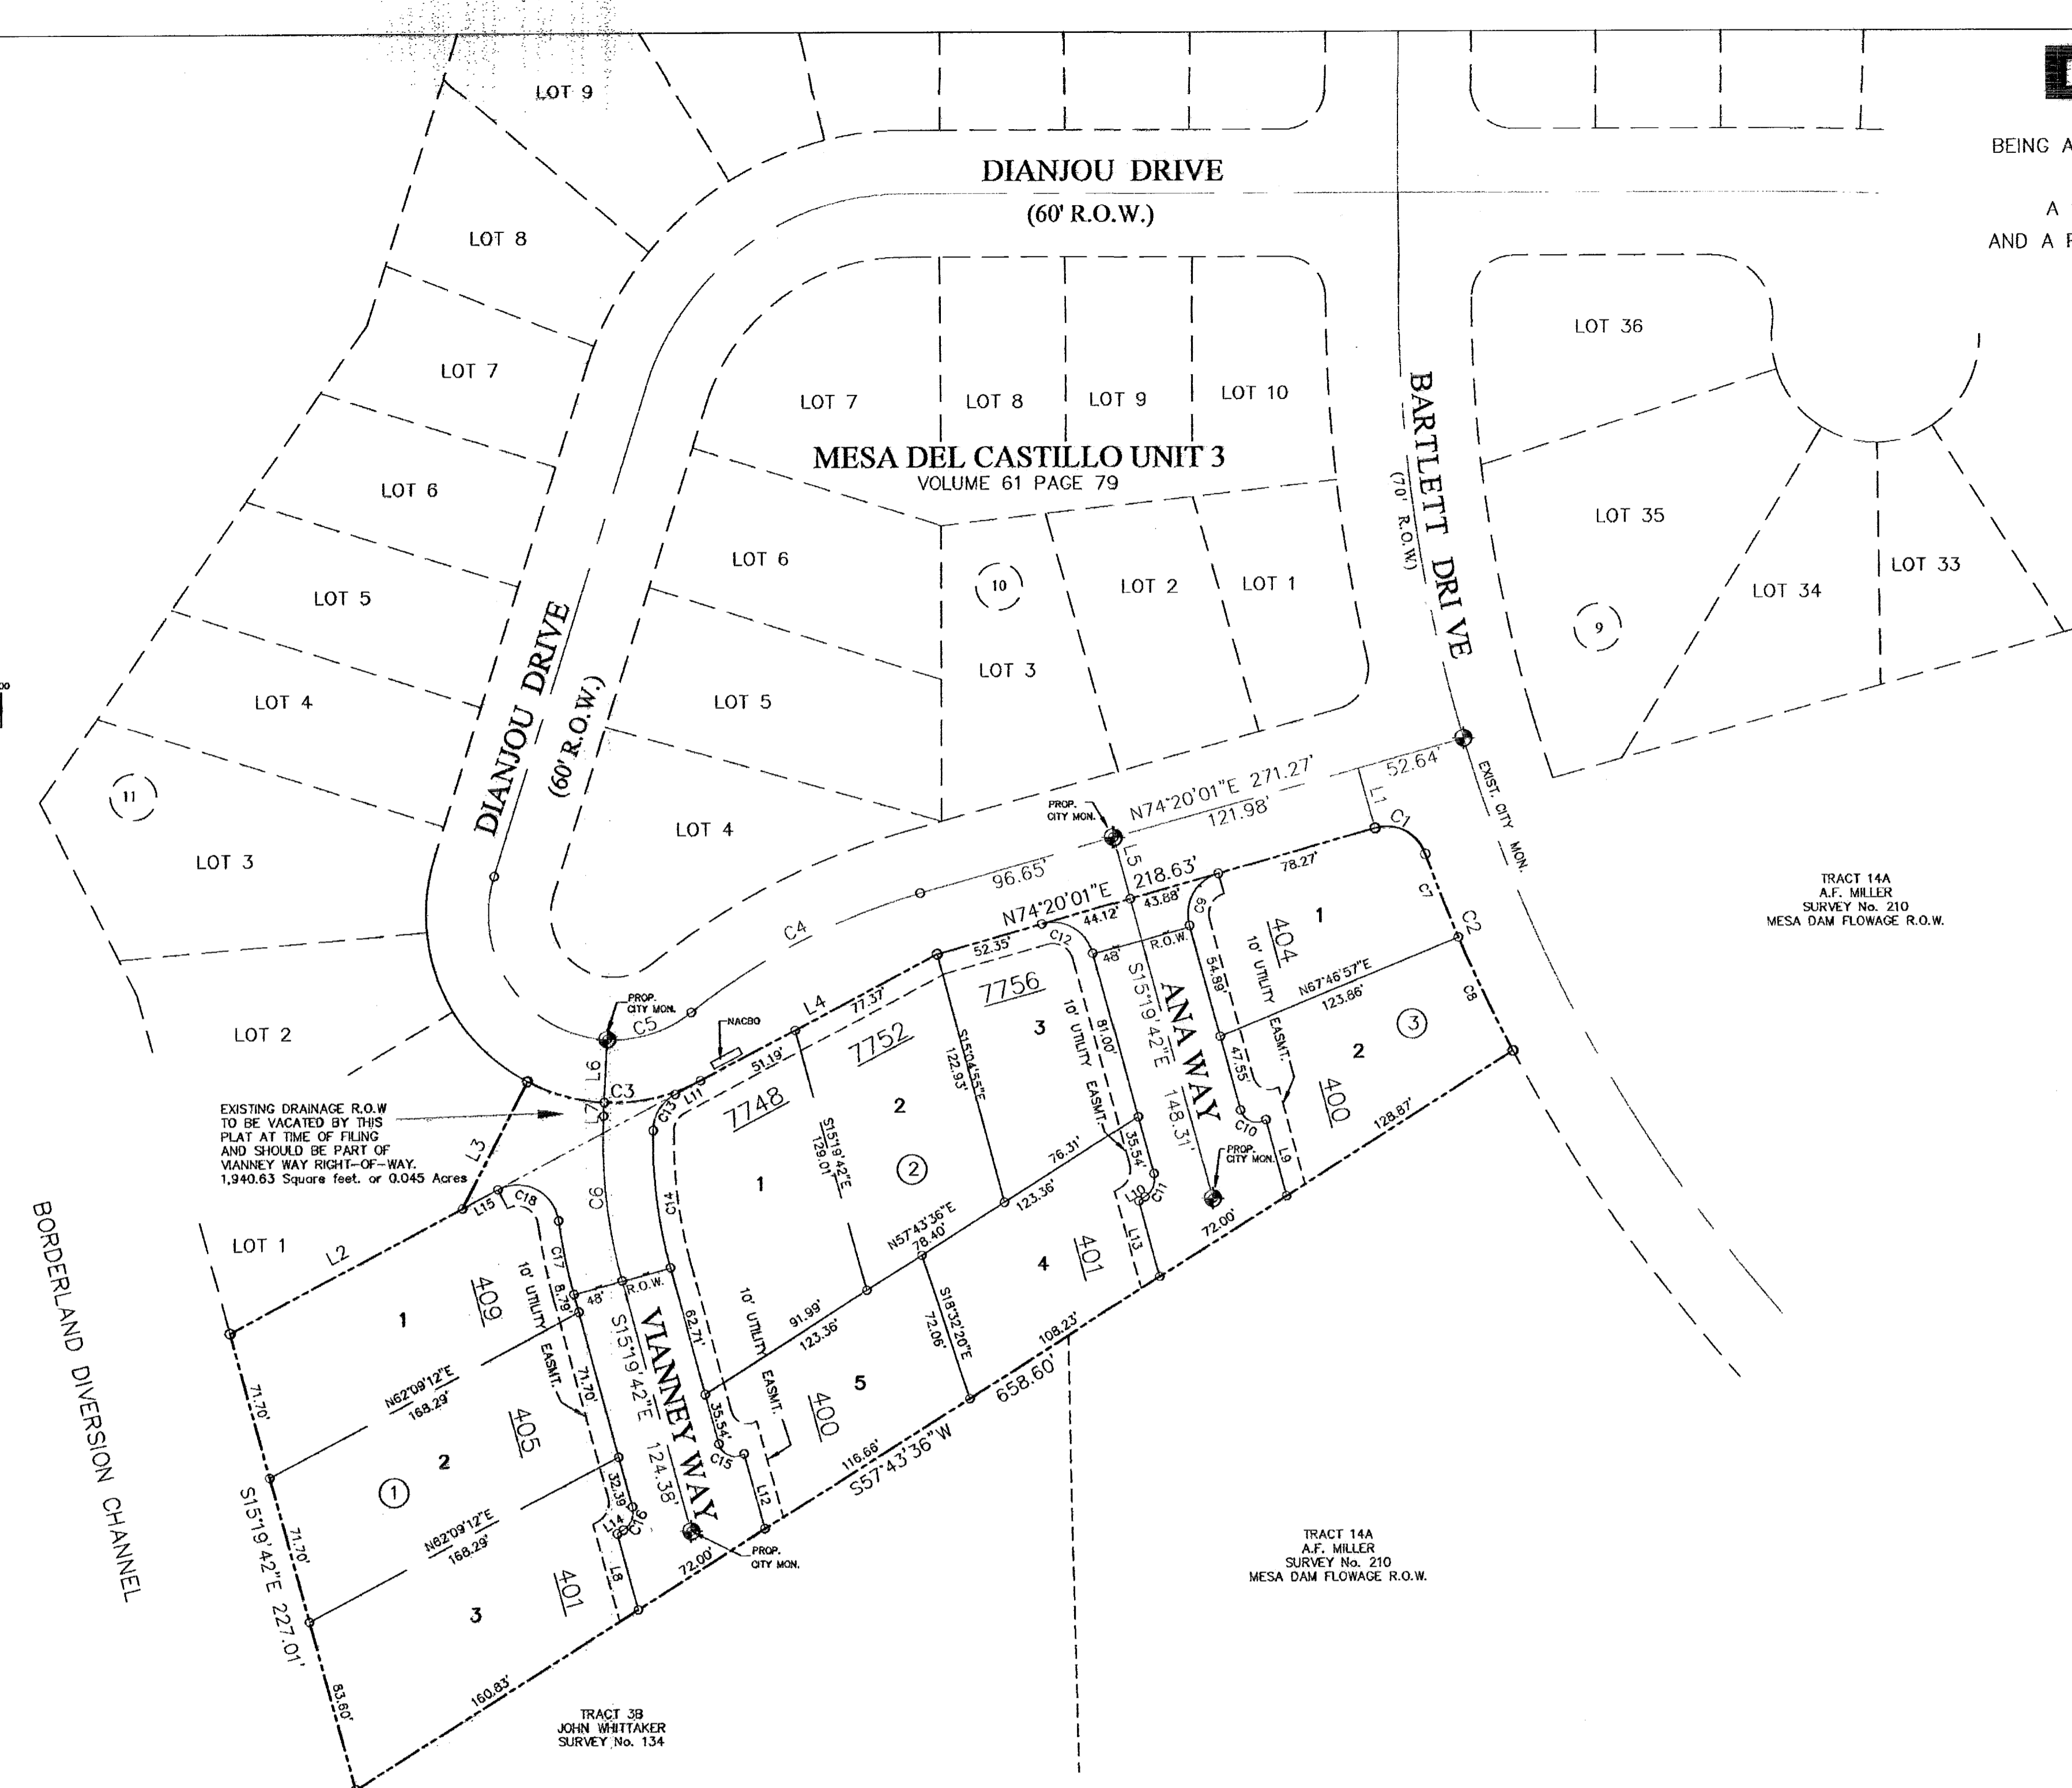 LOT 9
BEING A
DIANJOU DRIVE
(60' R.O.W.)
A
AND A
LOT 8
LOT 36
LOT 7
LOT 7
LOT 8
LOT 9
LOT 10
BARTLETT DRIVE
(70' R.O.W.)
MESA DEL CASTILLO UNIT 3
VOLUME 61 PAGE 79
LOT 6
LOT 35
LOT 6
10
LOT 2
LOT 1
LOT 33
LOT 34
LOT 5
9
DIANJOU DRIVE
(60' R.O.W.)
LOT 3
LOT 4
LOT 5
11
LOT 4
LOT 3
PROP.
CITY MON.
N74°20'01"E 271.27'
121.98'
52.64'
EXIST. CITY MON.
L1
C1
L5
96.65'
218.63'
N74°20'01"E
43.88'
44.12'
78.27'
C7
C2
C8
TRACT 14A
A.F. MILLER
SURVEY No. 210
MESA DAM FLOWAGE R.O.W.
C4
52.35'
C12
C9
1
404
48'
R.O.W.
10' UTILITY EASMT.
54.89'
N67°46'57"E
123.86'
PROP.
CITY MON.
C5
NACBO
L4
77.37'
7756
3
10' UTILITY EASMT.
81.00'
ANA WAY
S15°19'42"E 148.31'
3
2
400
47.55'
C10
L9
128.87'
LOT 2
L6
C3
L7
51.19'
7752
2
S15°04'55"E
122.93'
EXISTING DRAINAGE R.O.W
TO BE VACATED BY THIS
PLAT AT TIME OF FILING
AND SHOULD BE PART OF
VIANNEY WAY RIGHT-OF-WAY.
1,940.63 Square feet. or 0.045 Acres
L3
C13
L11
7748
1
S15°19'42"E
129.01'
2
76.31'
123.36'
35.54'
C11
L10
L13
PROP.
CITY MON.
72.00'
L15
C18
C6
C14
N57°43'36"E
78.40'
4
401
LOT 1
L2
C17
8.79'
48'
R.O.W.
BORDERLAND DIVERSION CHANNEL
1
409
10' UTILITY EASMT.
S15°19'42"E 124.38'
VIANNEY WAY
62.71'
10' UTILITY EASMT.
91.99'
123.36'
S18°32'20"E
72.06'
108.23'
658.60'
71.70'
N62°09'12"E
168.29'
71.70'
5
400
35.54'
C15
L12
116.66'
S57°43'36"W
405
2
1
S15°19'42"E 227.01'
71.70'
N62°09'12"E
168.29'
32.39'
C16
L14
L8
72.00'
PROP.
CITY MON.
TRACT 14A
A.F. MILLER
SURVEY No. 210
MESA DAM FLOWAGE R.O.W.
401
3
83.60'
160.83'
TRACT 3B
JOHN WHITTAKER
SURVEY No. 134